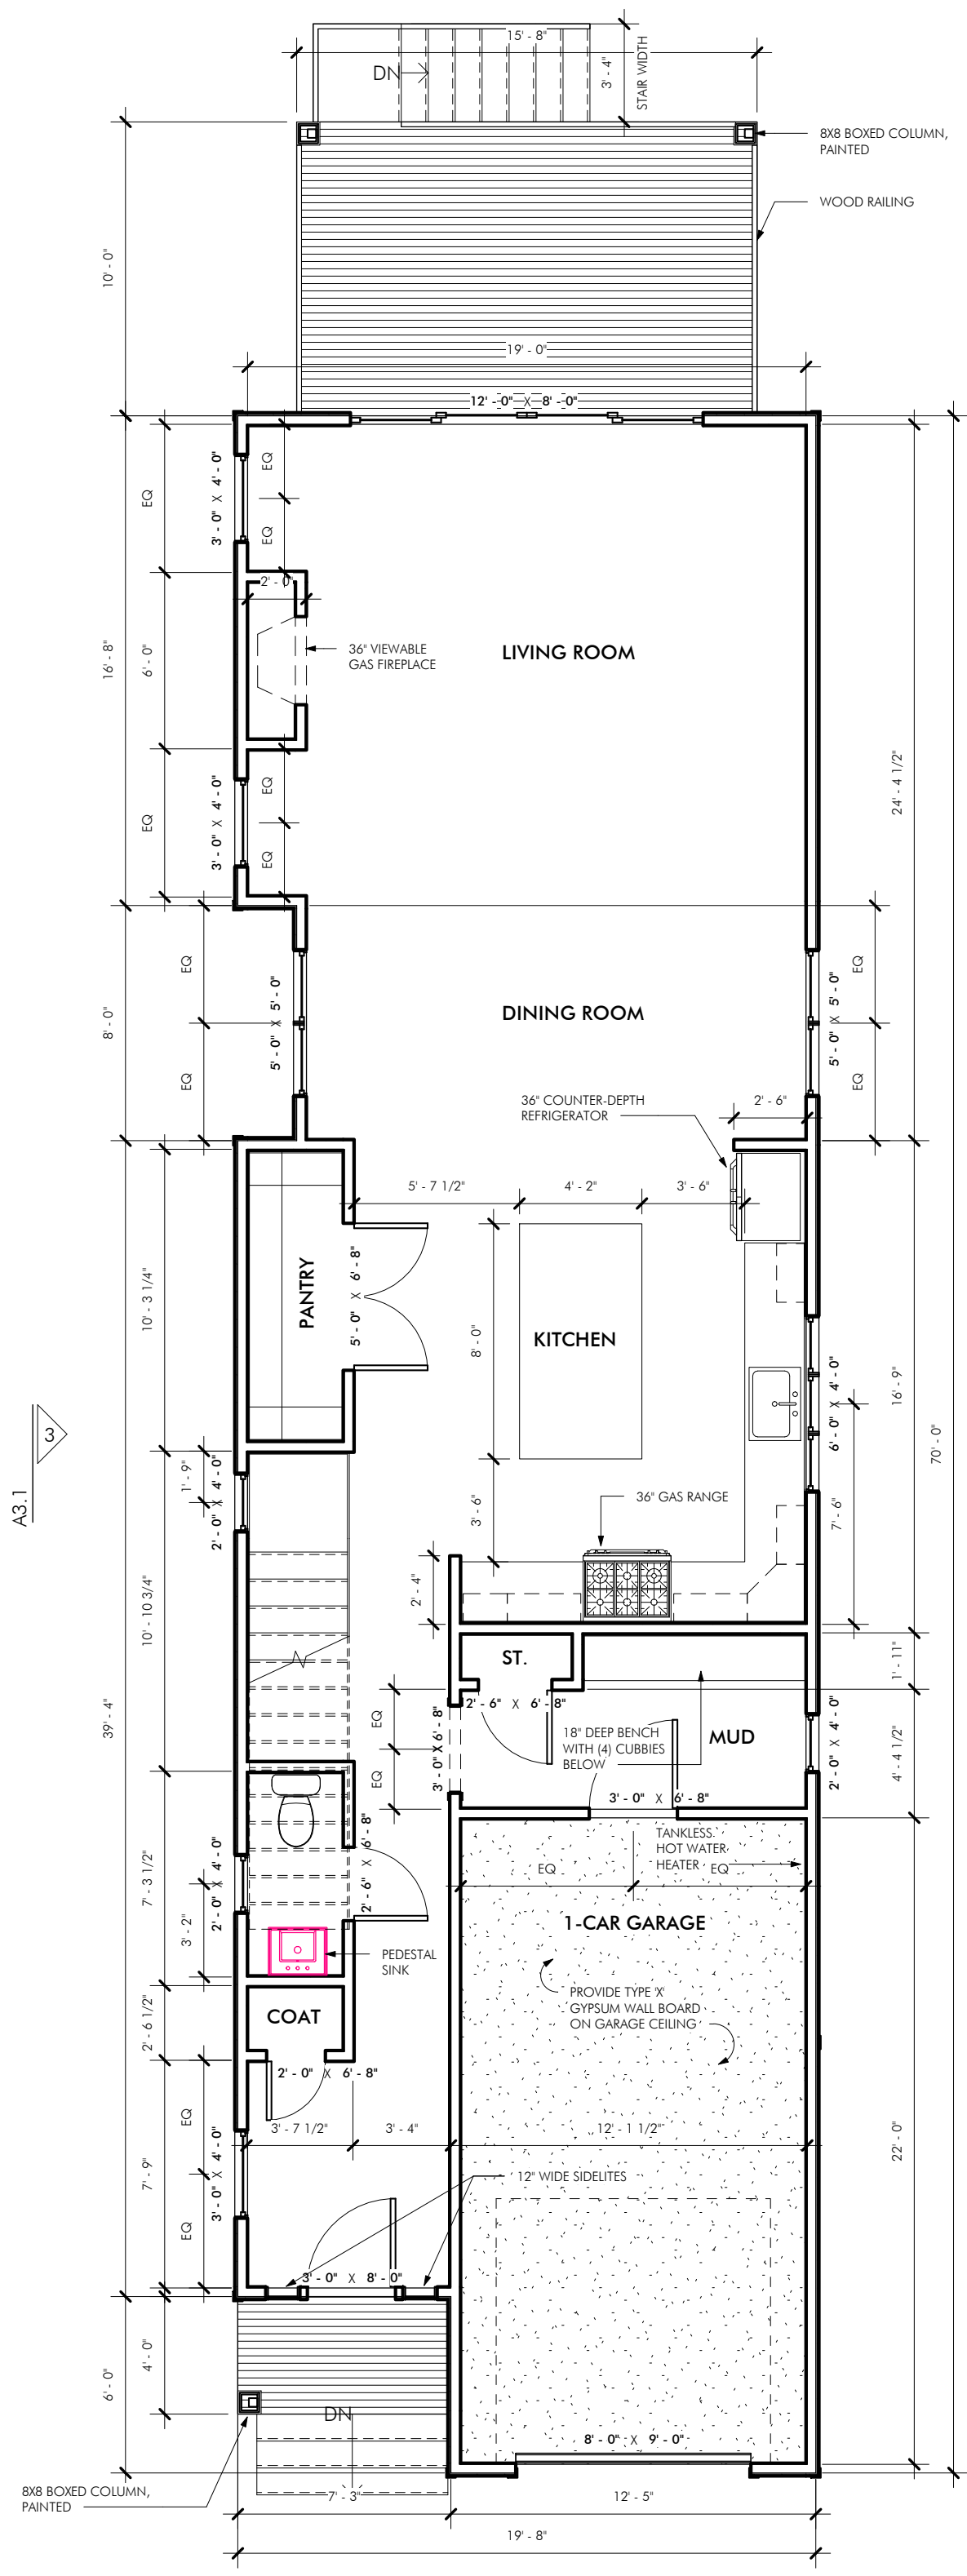 15' - 8"
DN
3' - 4"
STAIR WIDTH
8X8 BOXED COLUMN,
PAINTED
WOOD RAILING
10' - 0"
19' - 0"
12' - 0" X 8' - 0"
EQ
3' - 0" X 4' - 0"
EQ
EQ
2' - 0"
16' - 8"
6' - 0"
36" VIEWABLE
GAS FIREPLACE
LIVING ROOM
EQ
3' - 0" X 4' - 0"
EQ
EQ
24' - 4 1/2"
8' - 0"
EQ
EQ
5' - 0" X 5' - 0"
DINING ROOM
5' - 0" X 5' - 0"
EQ
EQ
36" COUNTER-DEPTH
REFRIGERATOR
2' - 6"
5' - 7 1/2"
4' - 2"
3' - 6"
10' - 3 1/4"
PANTRY
5' - 0" X 6' - 8"
8' - 0"
KITCHEN
6' - 0" X 4' - 0"
16' - 9"
70' - 0"
3
A3.1
1' - 9"
2' - 0" X 4' - 0"
3' - 6"
36" GAS RANGE
7' - 6"
2' - 4"
10' - 10 3/4"
39' - 4"
ST.
2' - 6" X 6' - 8"
1' - 11"
EQ
EQ
3' - 0" X 6' - 8"
18" DEEP BENCH
WITH (4) CUBBIES
BELOW
MUD
2' - 0" X 4' - 0"
4' - 4 1/2"
3' - 0" X 6' - 8"
7' - 3 1/2"
3' - 2"
2' - 0" X 4' - 0"
2' - 6" X 6' - 8"
EQ
TANKLESS
HOT WATER
HEATER
EQ
1-CAR GARAGE
PEDESTAL
SINK
PROVIDE TYPE 'X'
GYPSUM WALL BOARD
ON GARAGE CEILING
2' - 6 1/2"
COAT
2' - 0" X 6' - 8"
3' - 7 1/2"
3' - 4"
12' - 1 1/2"
7' - 9"
EQ
EQ
3' - 0" X 4' - 0"
12" WIDE SIDELITES
22' - 0"
3' - 0" X 8' - 0"
6' - 0"
4' - 0"
DN
8' - 0" X 9' - 0"
8X8 BOXED COLUMN,
PAINTED
7' - 3"
12' - 5"
19' - 8"